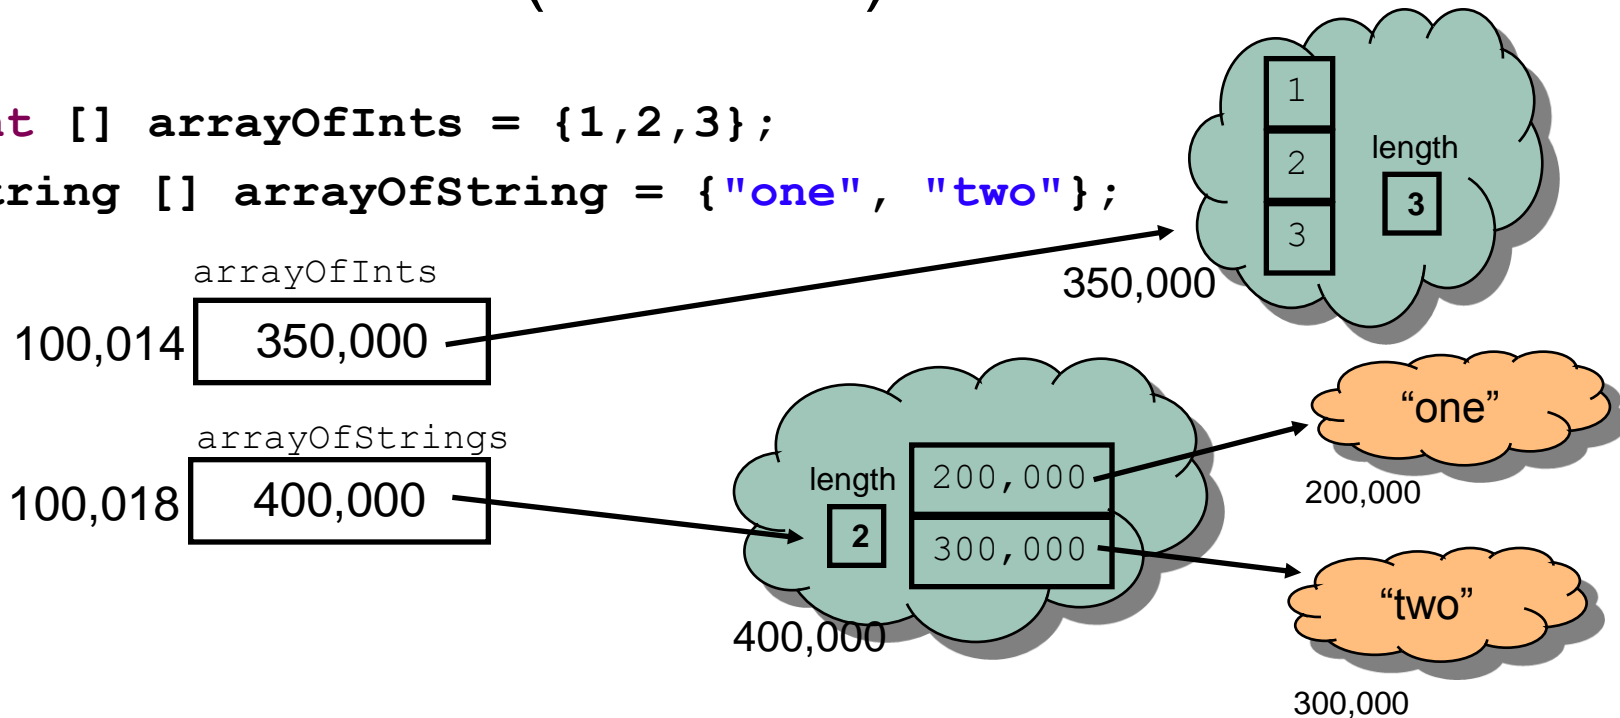 t [] arrayOfInts = {1,2,3};
tring [] arrayOfString = {"one", "two"};
arrayOfInts
100,014
350,000
arrayOfStrings
100,018
400,000
350,000
1
2
3
length
3
length
2
200,000
300,000
400,000
“one”
200,000
“two”
300,000